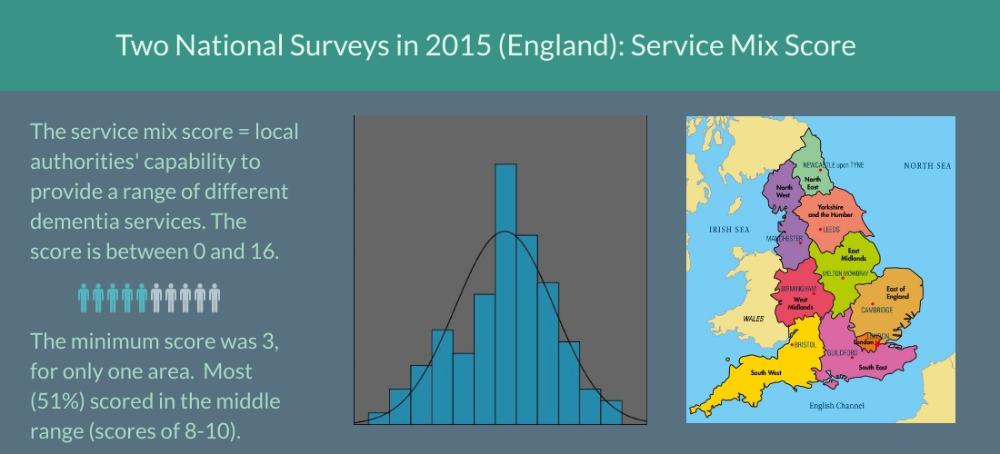 Two National Surveys in 2015 (England): Service Mix Score
The service mix score = local
authorities' capability to
provide a range of different
dementia services. The
score is between 0 and 16.
The minimum score was 3,
for only one area. Most
(51%) scored in the middle
range (scores of 8-10).
NEWCASTLE upon TYNE
NORTH SEA
North
East
North
West
Yorkshire
and the Humber
IRISH SEA
LEEDS
MANCHESTER
East
Midlands
MELTON MOWBRAY
BIRMINGHAM
East of
England
West
Midlands
CAMBRIDGE
WALES
LONDON
London
BRISTOL
GUILDFORD
South West
South East
English Channel